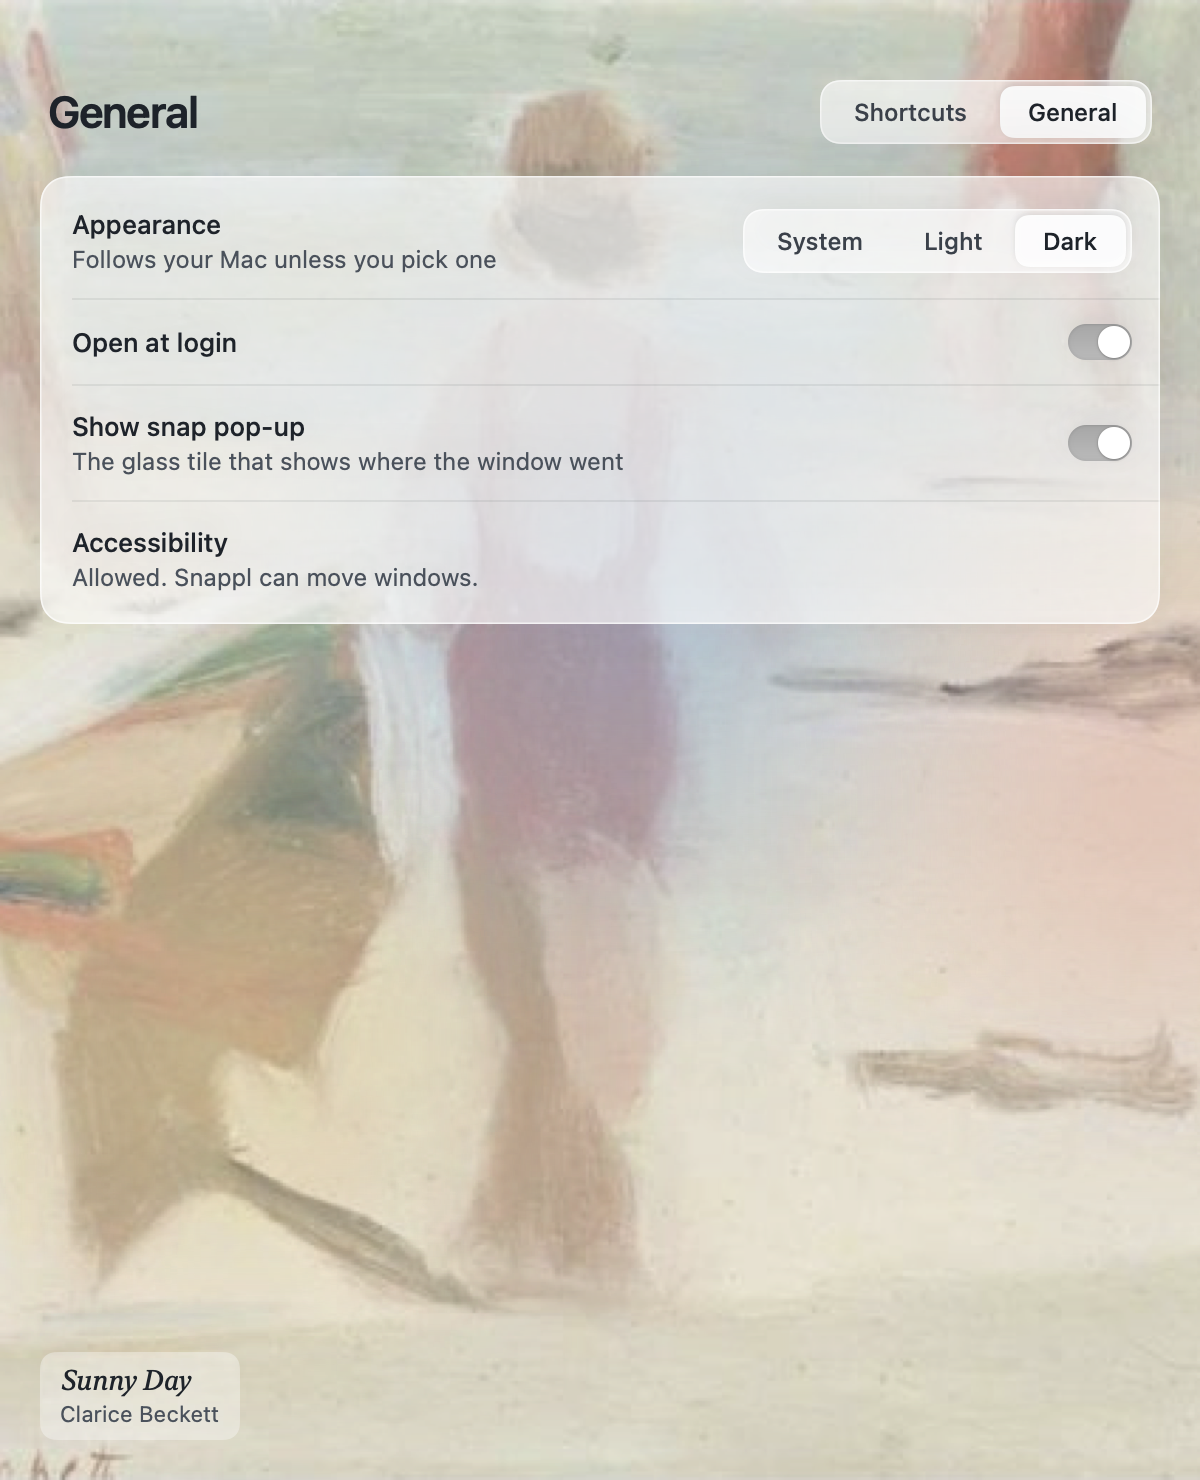 General
Shortcuts
General
Appearance
Follows your Mac unless you pick one
System
Light
Dark
Open at login
Show snap pop-up
The glass tile that shows where the window went
Accessibility
Allowed. Snappl can move windows.
Sunny Day
Clarice Beckett